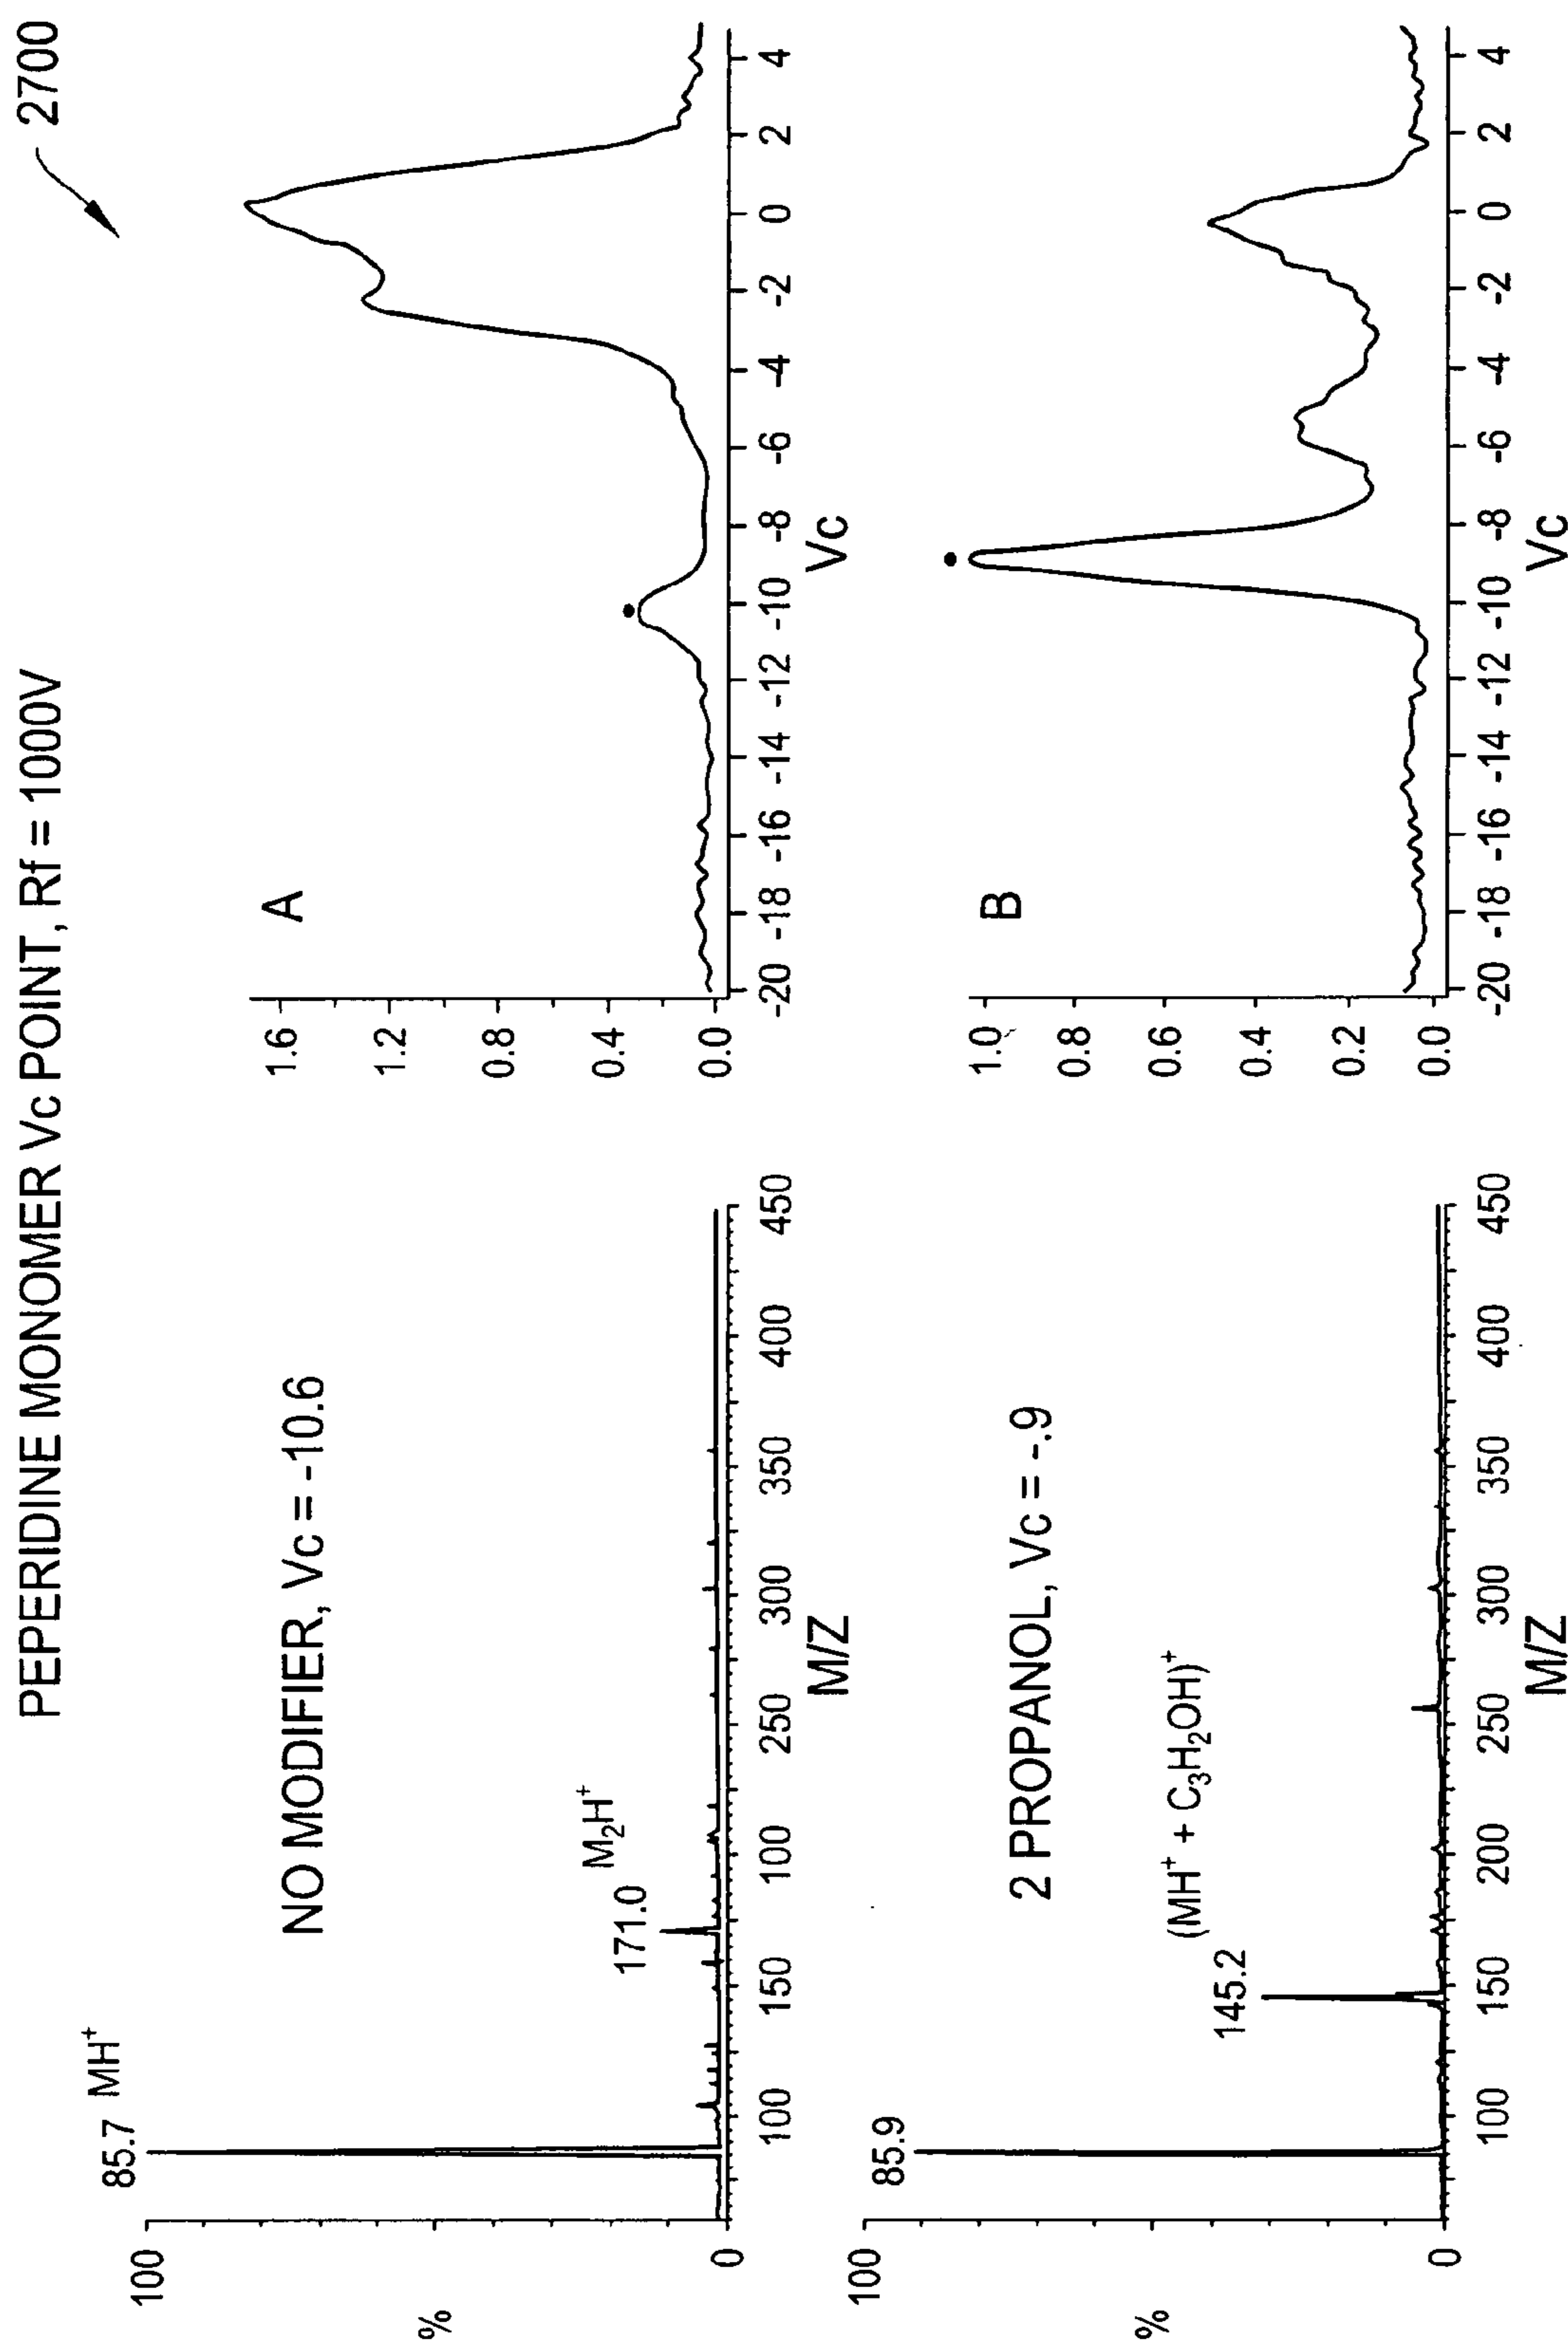 PEPERIDINE MONOMER Vc POINT, Rf = 1000V
2700
85.7 MH+
NO MODIFIER, Vc = -10.6
171.0 M2H+
100
%
0
100 150 100 250 300 350 400 450
M/Z
A
1.6
1.2
0.8
0.4
0.0
-20 -18 -16 -14 -12 -10 -8 -6 -4 -2 0 2 4
Vc
85.9
2 PROPANOL, Vc = -.9
145.2 (MH+ + C3H2OH)+
100
%
0
100 150 200 250 300 350 400 450
M/Z
B
1.0
0.8
0.6
0.4
0.2
0.0
-20 -18 -16 -14 -12 -10 -8 -6 -4 -2 0 2 4
Vc